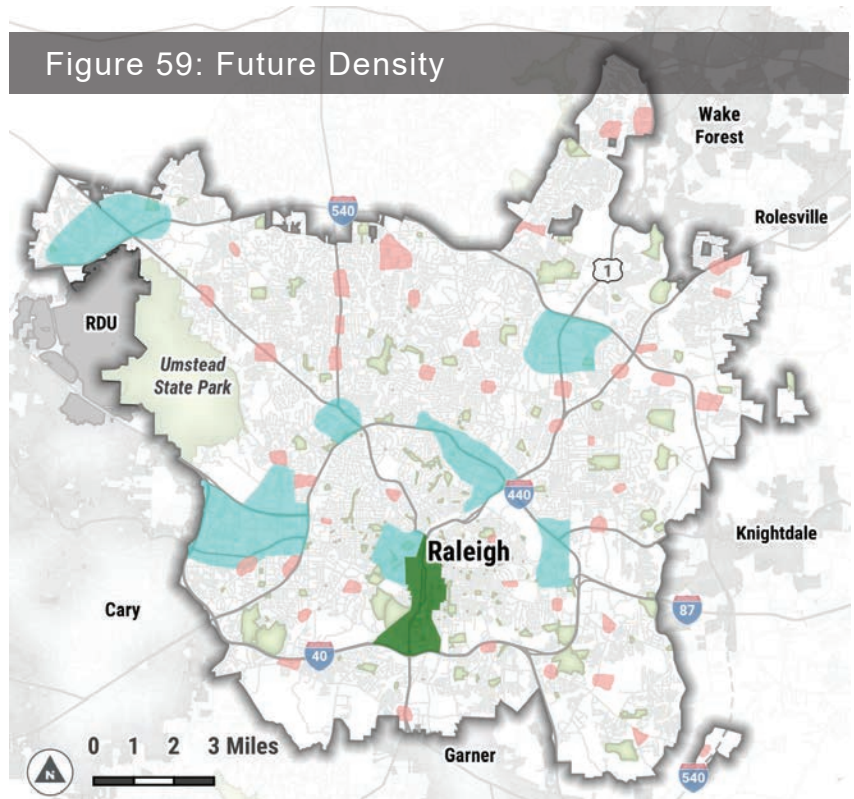 Figure 59: Future Density
Wake
Forest
Rolesville
540
1
RDU
Umstead
State Park
440
Raleigh
Knightdale
Cary
87
40
0 1 2 3 Miles
Garner
N
540